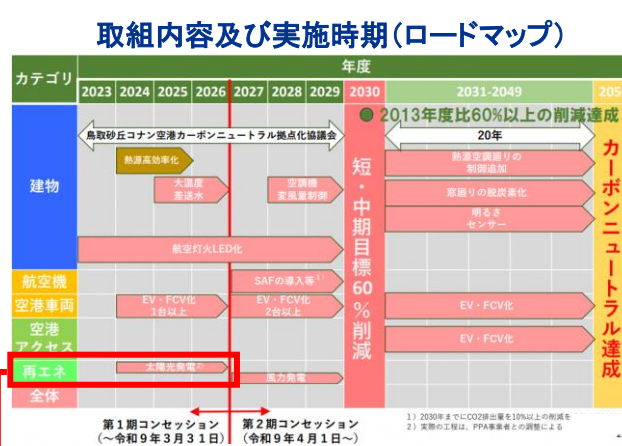 取組内容及び実施時期（ロードマップ）
カテゴリ
年度
2023 2024 2025 2026 2027 2028 2029 2030 2031-2049 205
● 2013年度比60%以上の削減達成
鳥取砂丘コナン空港カーボンニュートラル拠点化協議会
20年
建物
熱源高効率化
大温度
差送水
空調機
変風量制御
航空灯火LED化
熱源空調廻りの
制御追加
窓廻りの脱炭素化
明るさ
センサー
短・中期目標60%削減
カーボンニュートラル達成
航空機
SAFの導入等1）
空港車両
EV・FCV化
1台以上
EV・FCV化
2台以上
EV・FCV化
空港
アクセス
EV・FCV化
再エネ
太陽光発電2）
風力発電
全体
第1期コンセッション
（～令和9年3月31日）
第2期コンセッション
（令和9年4月1日～）
1）2030年までにCO2排出量を10%以上の削減を
2）実際の工程は、PPA事業者との調整による